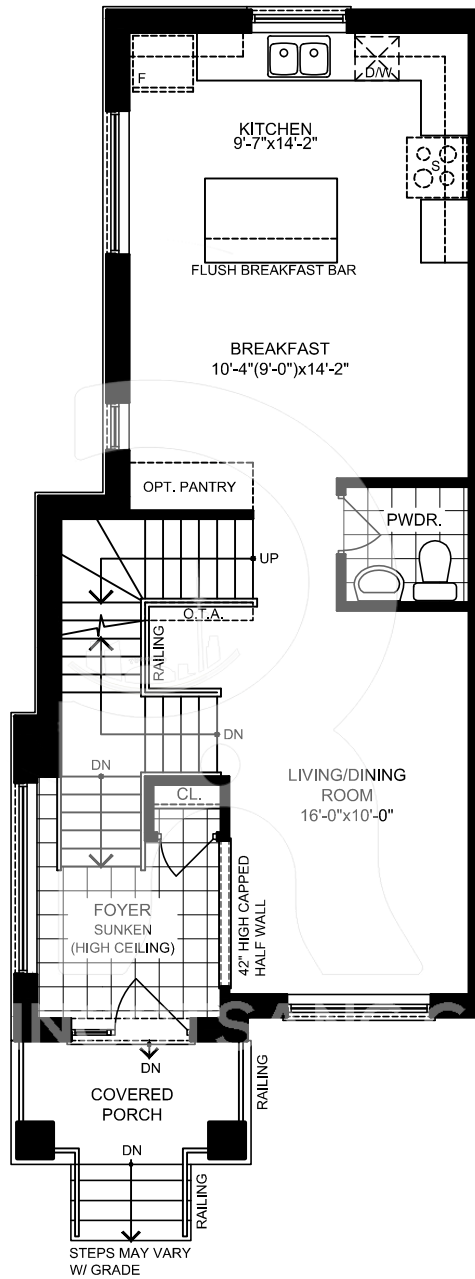 F
D/W
KITCHEN
9'-7"x14'-2"
S
FLUSH BREAKFAST BAR
BREAKFAST
10'-4"(9'-0")x14'-2"
OPT. PANTRY
PWDR.
UP
O.T.A.
RAILING
DN
DN
CL.
LIVING/DINING
ROOM
16'-0"x10'-0"
FOYER
SUNKEN
(HIGH CEILING)
42" HIGH CAPPED
HALF WALL
DN
COVERED
PORCH
RAILING
DN
RAILING
STEPS MAY VARY
W/ GRADE